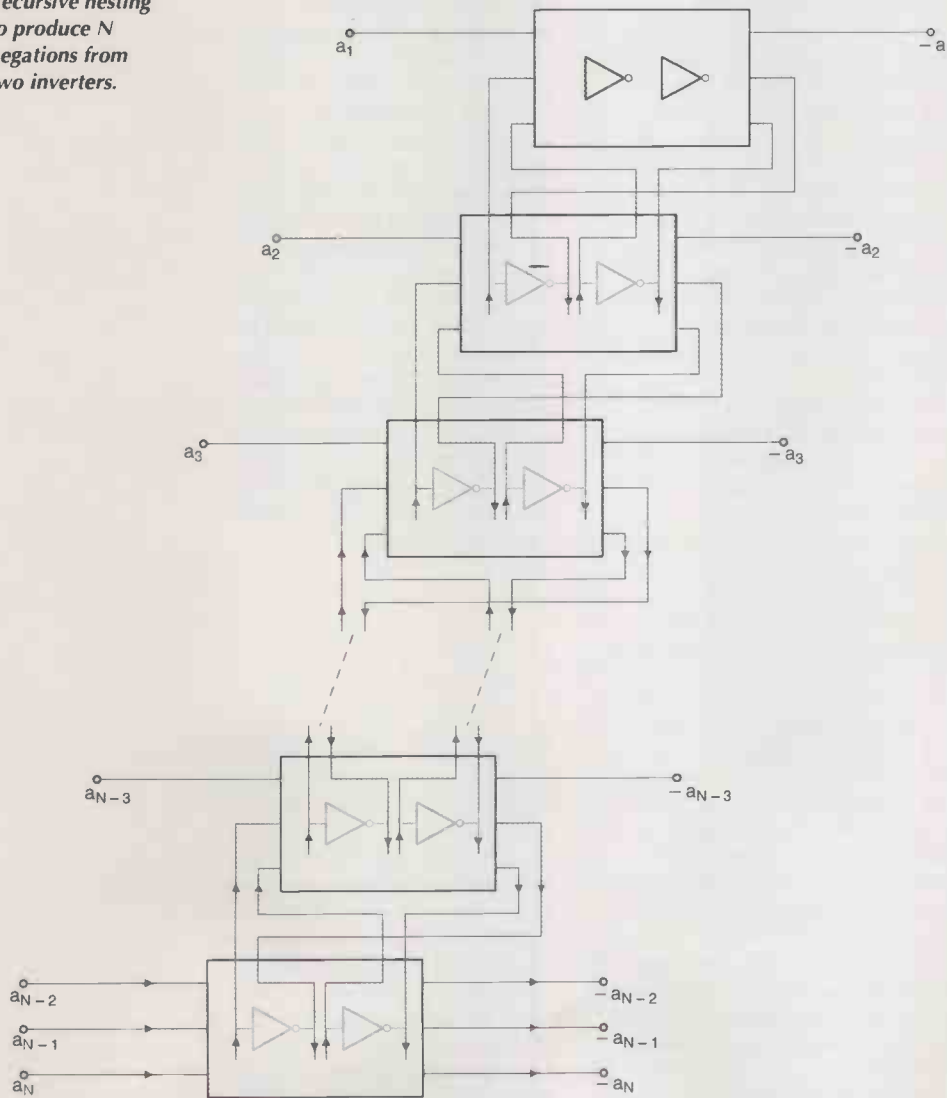 ecursive nesting
o produce N
egations from
wo inverters.
a₁
– a
a₂
– a₂
a₃
– a₃
aN–3
– aN–3
aN–2
– aN–2
aN–1
– aN–1
aN
– aN